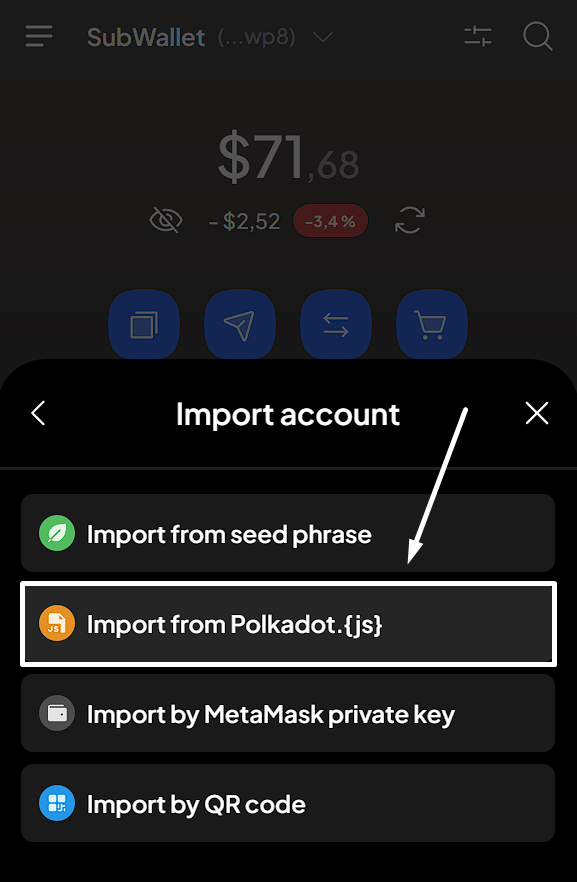 SubWallet (...wp8)
$71,68
- $2,52 -3,4 %
Import account
Import from seed phrase
JS
Import from Polkadot.{js}
Import by MetaMask private key
Import by QR code